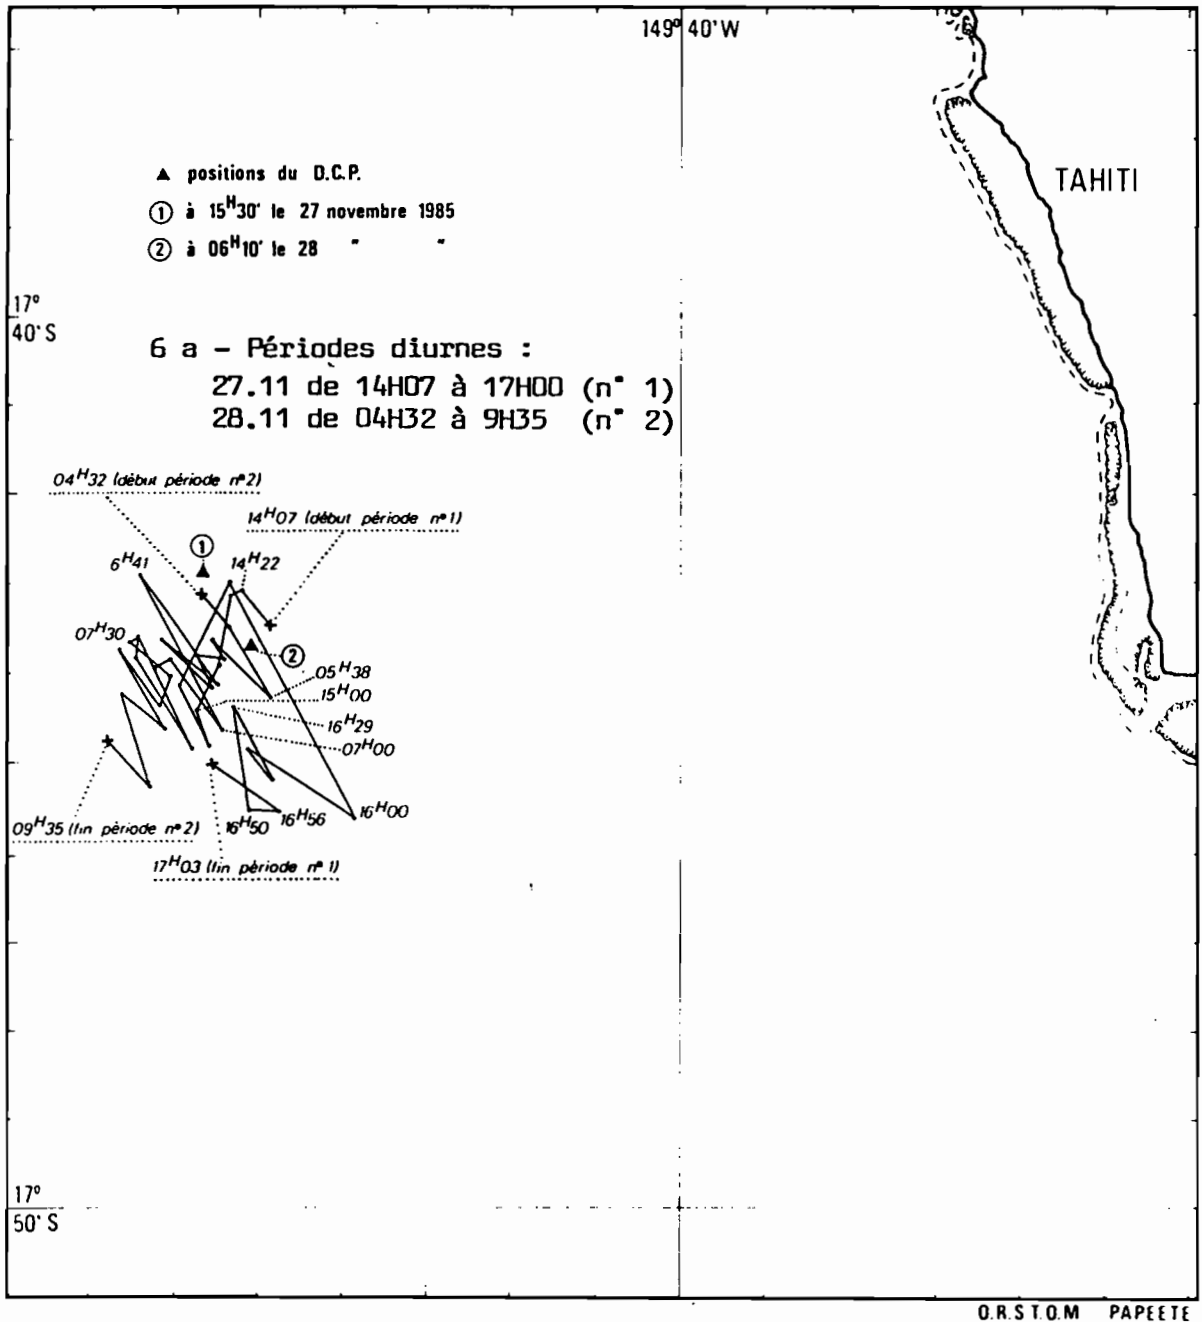 149° 40' W
TAHITI
▲ positions du D.C.P.
① à 15H30' le 27 novembre 1985
② à 06H10' le 28 " "
17°
40' S
6 a - Périodes diurnes :
27.11 de 14H07 à 17H00 (n° 1)
28.11 de 04H32 à 9H35 (n° 2)
04H32 (début période n°2)
14H07 (début période n°1)
①
6H41
14H22
07H30
②
05H38
15H00
16H29
07H00
09H35 (fin période n°2)
16H50
16H56
16H00
17H03 (fin période n°1)
17°
50' S
O.R.S.T.O.M PAPEETE